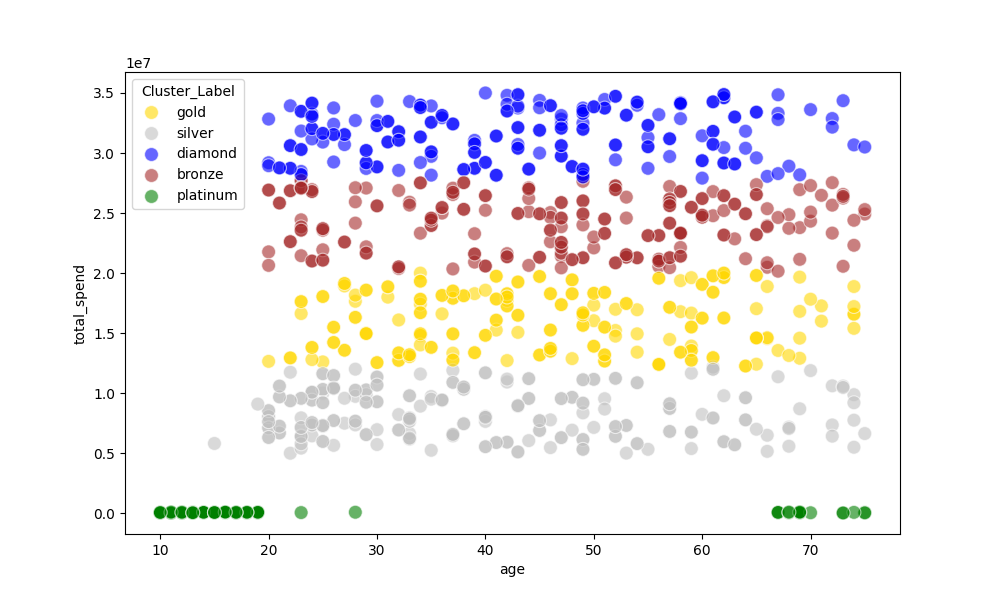 1e7
Cluster_Label
gold
silver
diamond
bronze
platinum
3.5
3.0
2.5
2.0
1.5
1.0
0.5
0.0
total_spend
10 20 30 40 50 60 70
age